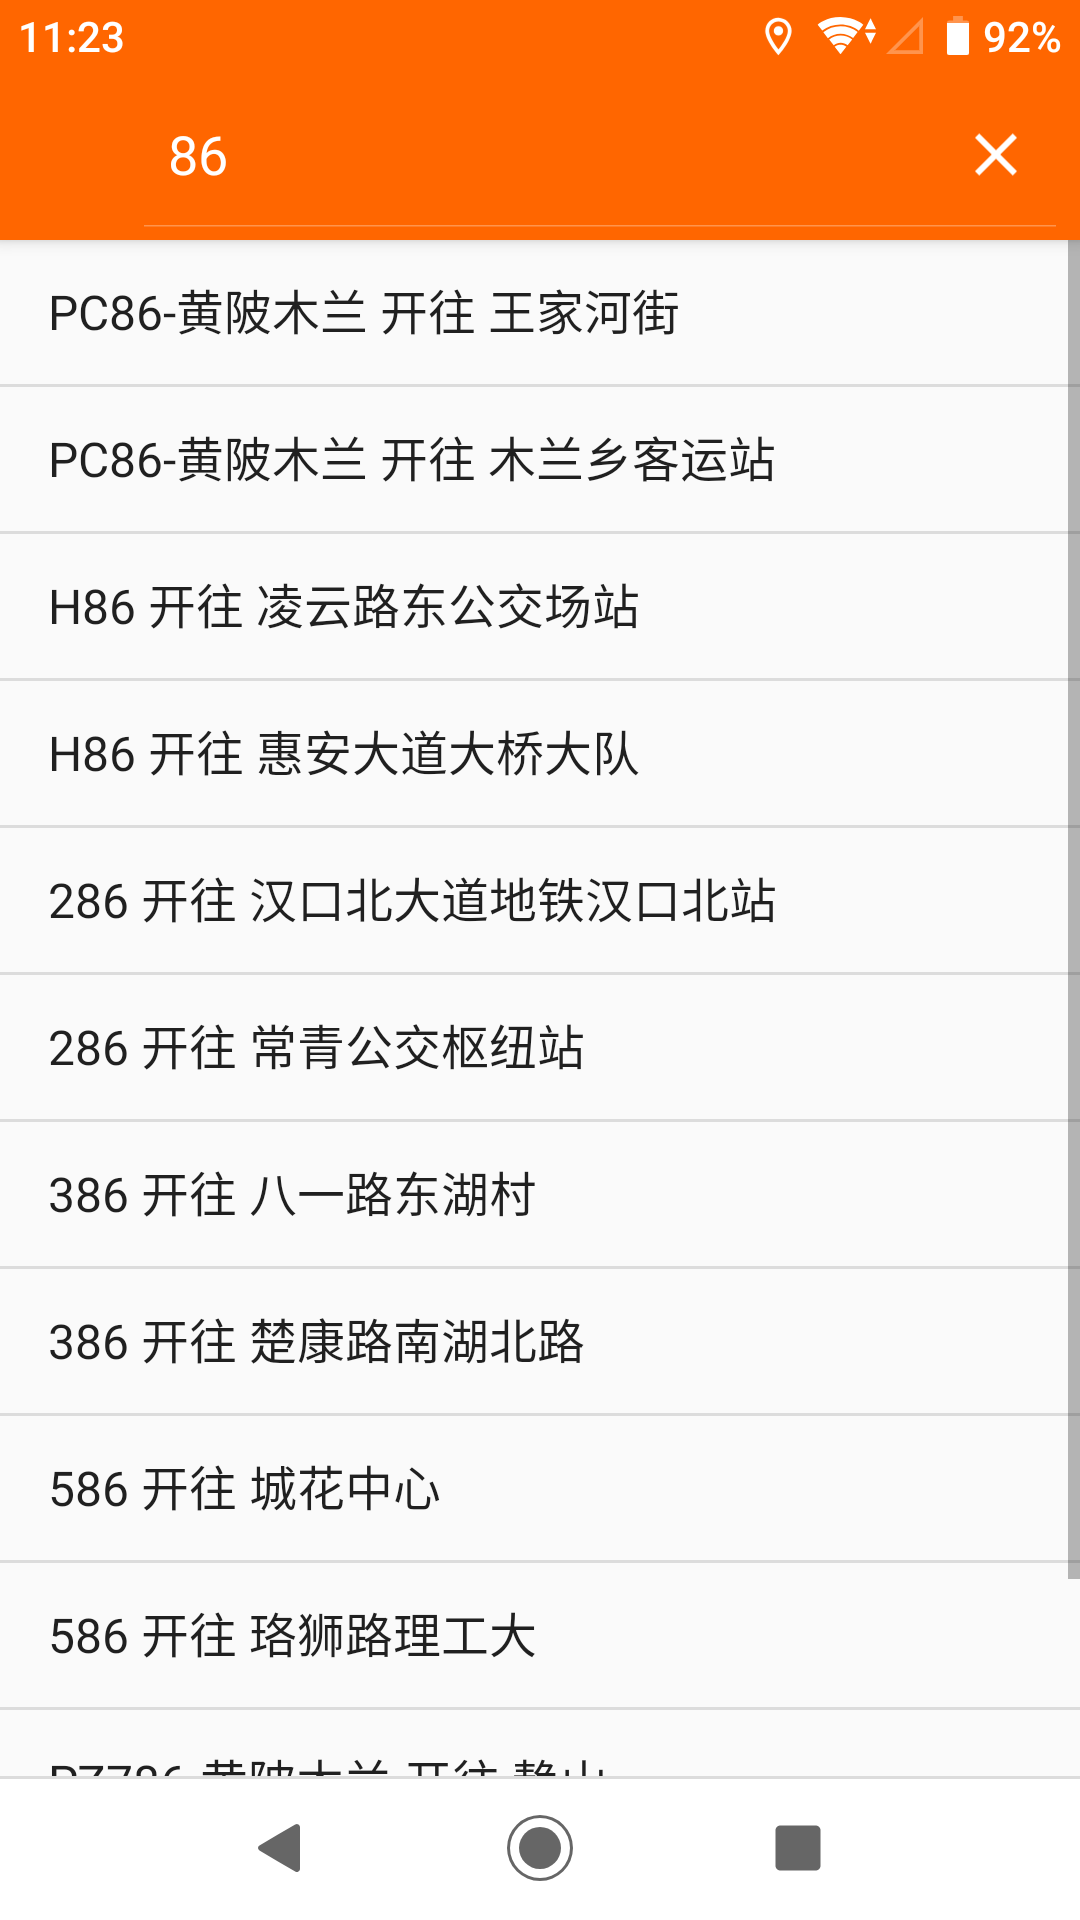 11:23
92%
86
PC86-黄陂木兰 开往 王家河街
PC86-黄陂木兰 开往 木兰乡客运站
H86 开往 凌云路东公交场站
H86 开往 惠安大道大桥大队
286 开往 汉口北大道地铁汉口北站
286 开往 常青公交枢纽站
386 开往 八一路东湖村
386 开往 楚康路南湖北路
586 开往 城花中心
586 开往 珞狮路理工大